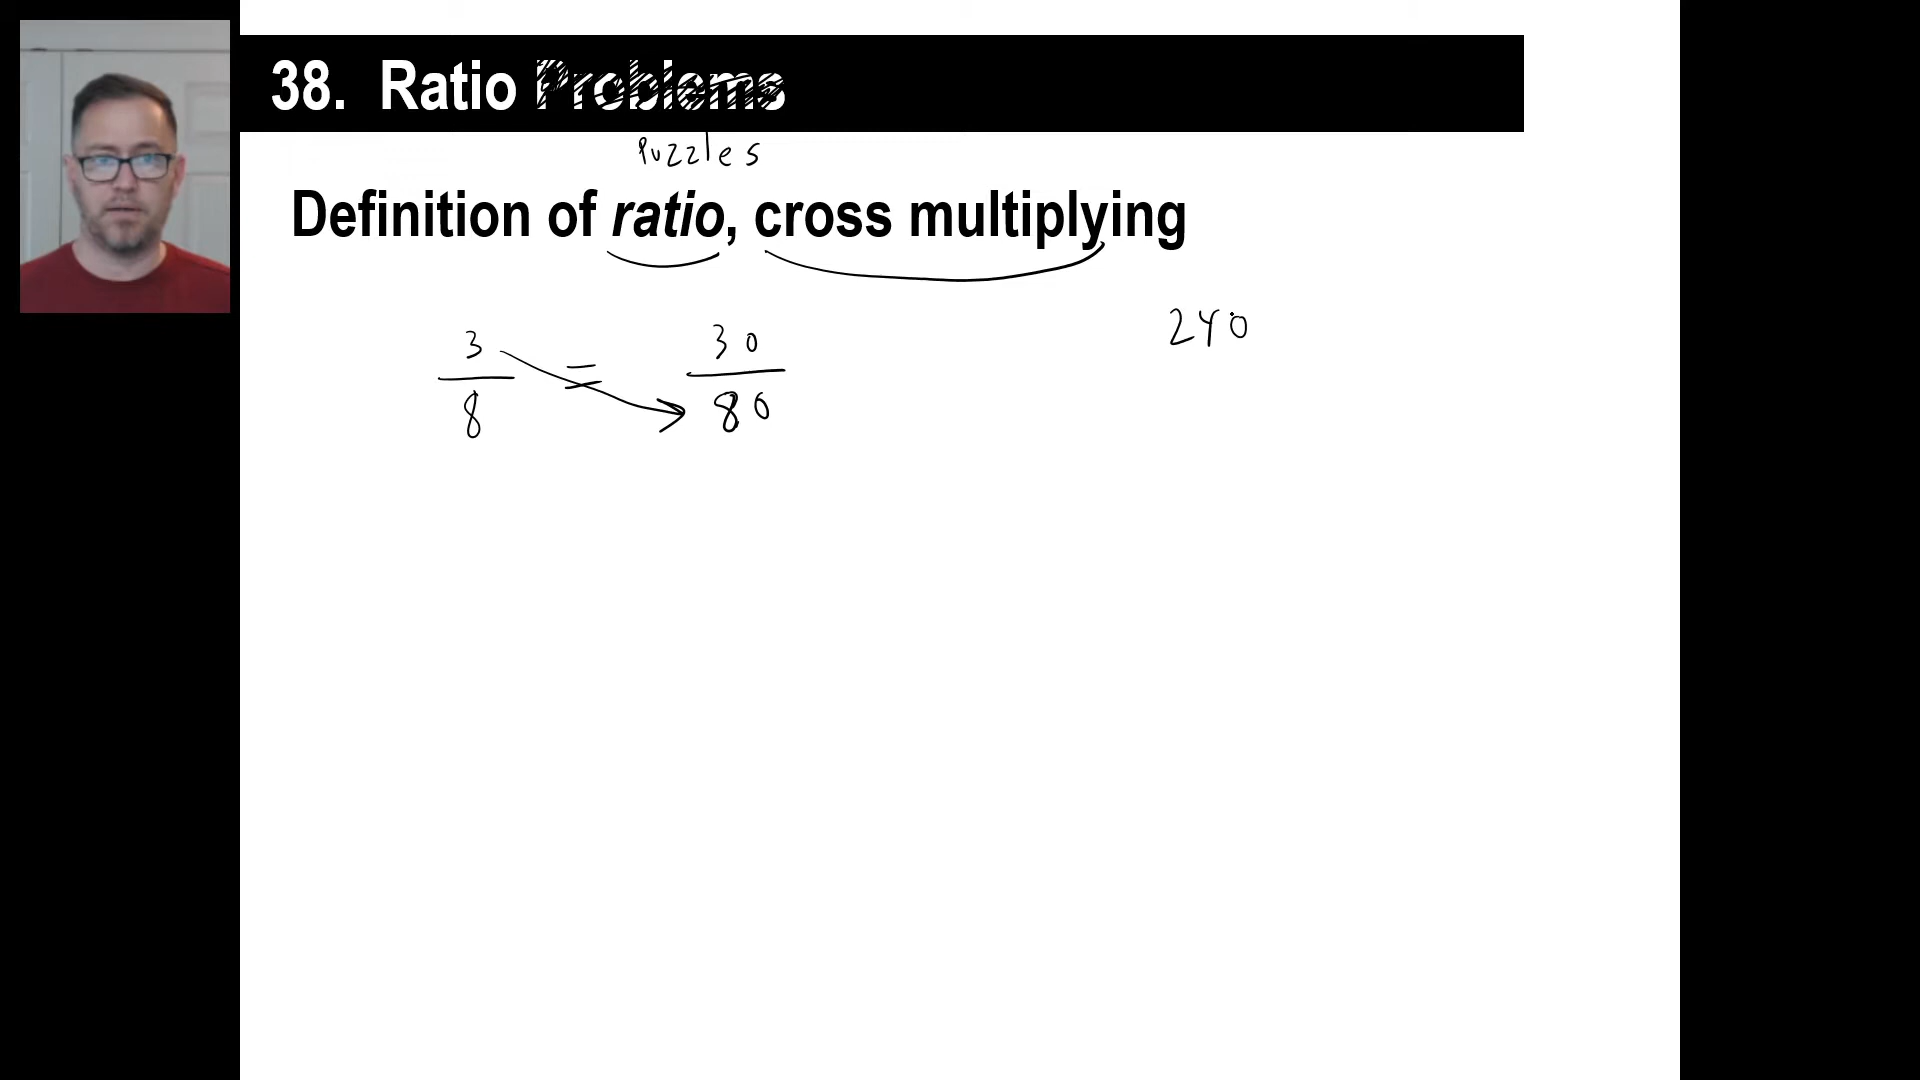 38. Ratio Problems
Puzzles
Definition of ratio, cross multiplying
3 30 240
=
8 80